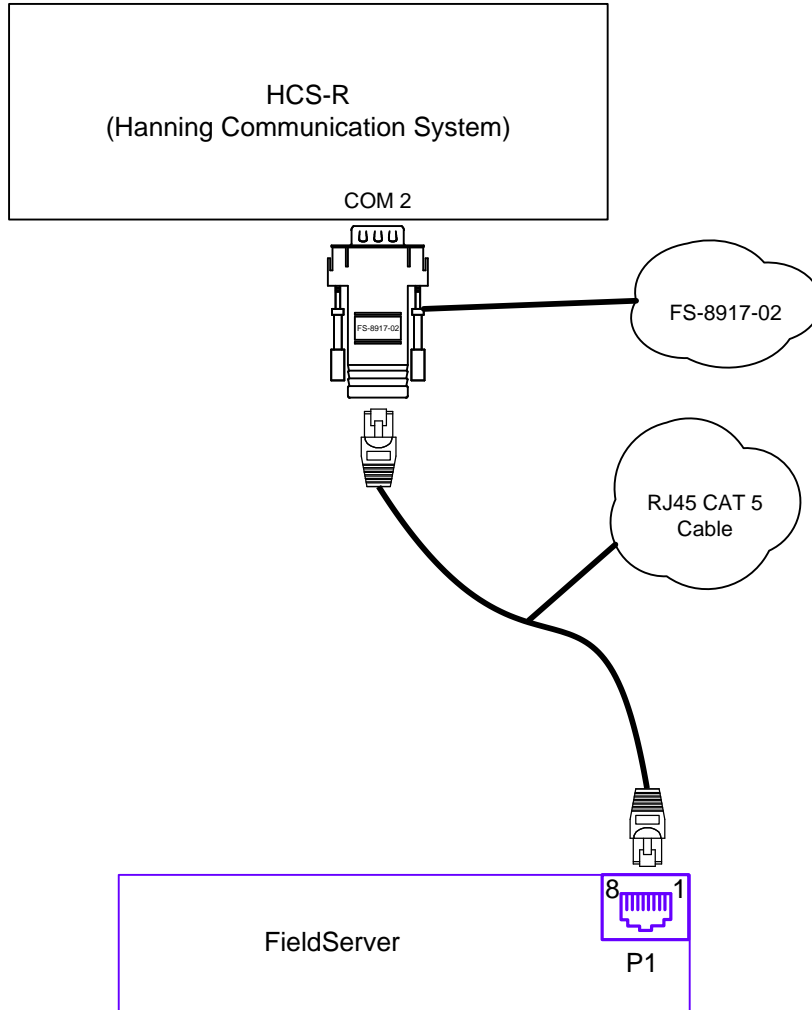 HCS-R
(Hanning Communication System)
COM 2
FS-8917-02
FS-8917-02
RJ45 CAT 5
Cable
8 1
FieldServer
P1